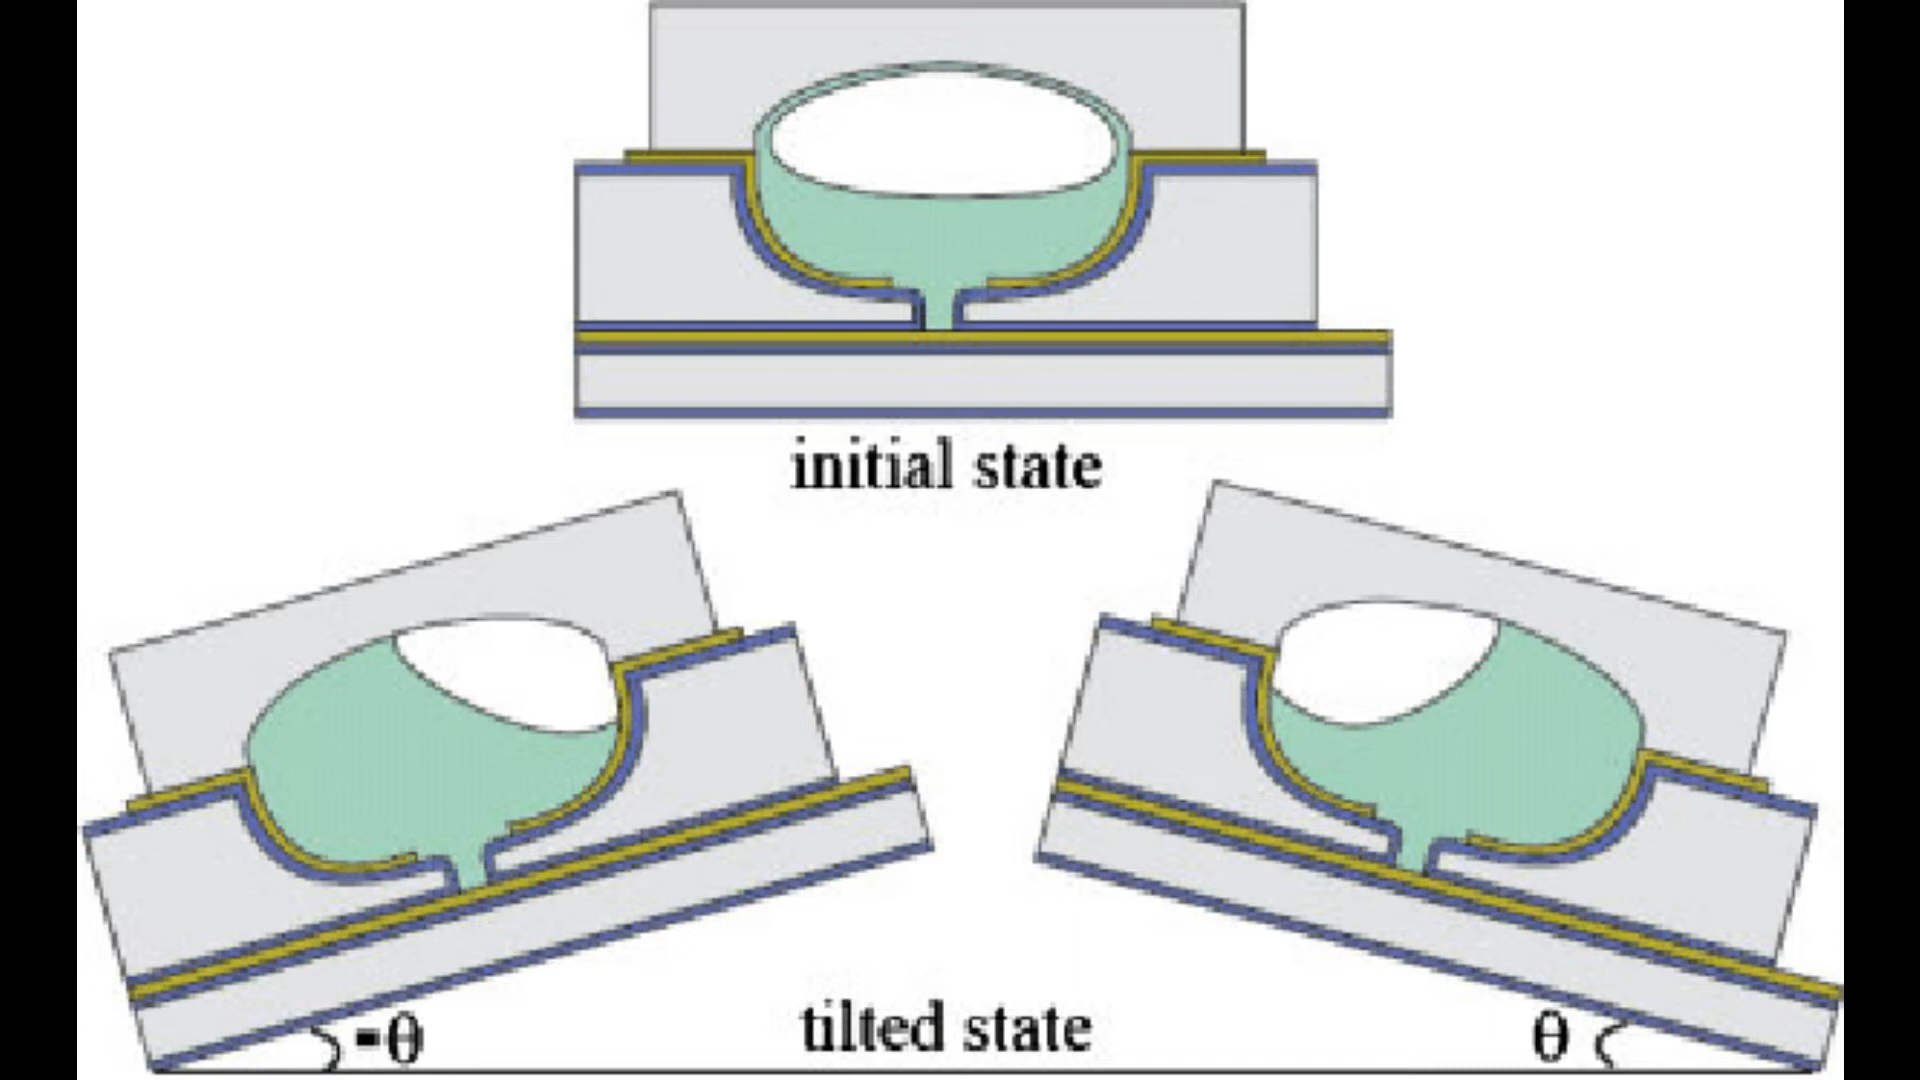 initial state
-θ
tilted state
θ